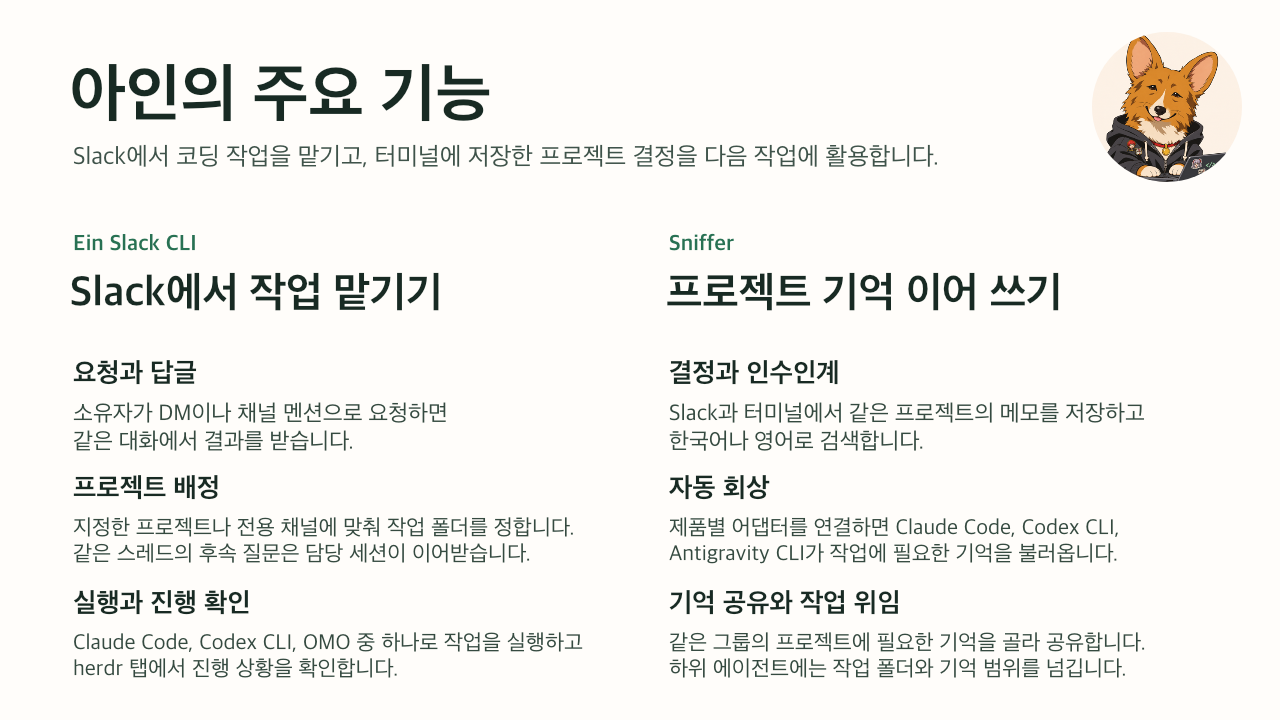 아인의 주요 기능
Slack에서 코딩 작업을 맡기고, 터미널에 저장한 프로젝트 결정을 다음 작업에 활용합니다.
Ein Slack CLI
Slack에서 작업 맡기기
요청과 답글
소유자가 DM이나 채널 멘션으로 요청하면
같은 대화에서 결과를 받습니다.
프로젝트 배정
지정한 프로젝트나 전용 채널에 맞춰 작업 폴더를 정합니다.
같은 스레드의 후속 질문은 담당 세션이 이어받습니다.
실행과 진행 확인
Claude Code, Codex CLI, OMO 중 하나로 작업을 실행하고
herdr 탭에서 진행 상황을 확인합니다.
Sniffer
프로젝트 기억 이어 쓰기
결정과 인수인계
Slack과 터미널에서 같은 프로젝트의 메모를 저장하고
한국어나 영어로 검색합니다.
자동 회상
제품별 어댑터를 연결하면 Claude Code, Codex CLI,
Antigravity CLI가 작업에 필요한 기억을 불러옵니다.
기억 공유와 작업 위임
같은 그룹의 프로젝트에 필요한 기억을 골라 공유합니다.
하위 에이전트에는 작업 폴더와 기억 범위를 넘깁니다.